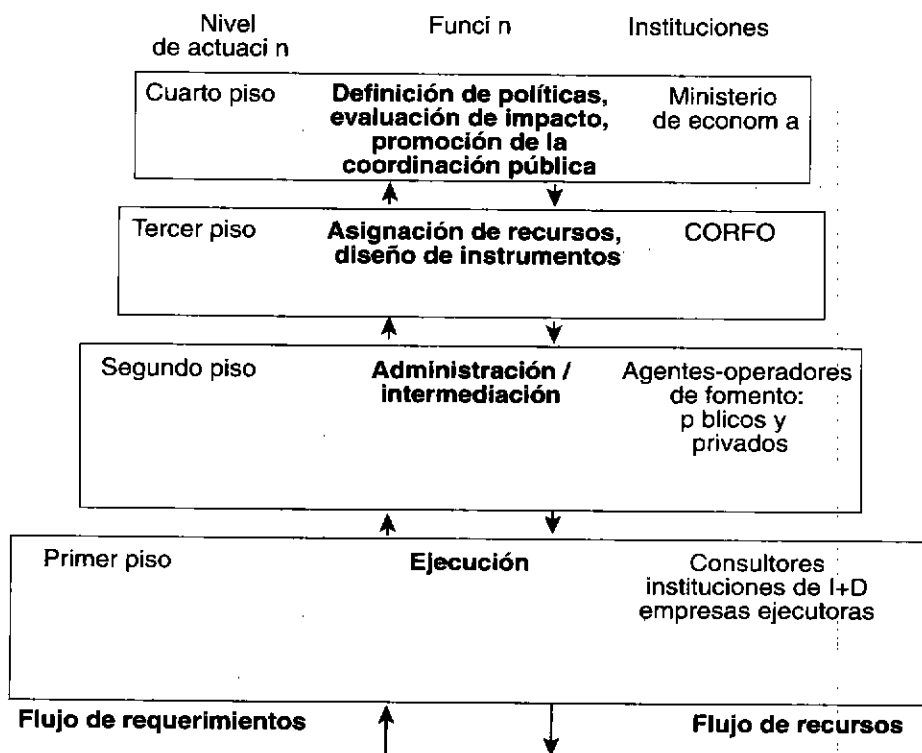 Nivel
de actuaci n
Funci n
Instituciones
Cuarto piso
Definición de políticas,
evaluación de impacto,
promoción de la
coordinación pública
Ministerio
de econom a
Tercer piso
Asignación de recursos,
diseño de instrumentos
CORFO
Segundo piso
Administración /
intermediación
Agentes-operadores
de fomento:
p blicos y
privados
Primer piso
Ejecución
Consultores
instituciones de I+D
empresas ejecutoras
Flujo de requerimientos
Flujo de recursos